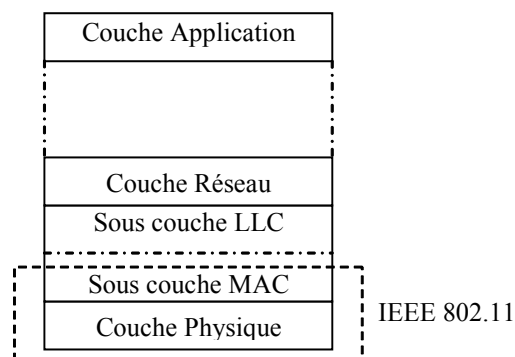 Couche Application
Couche Réseau
Sous couche LLC
Sous couche MAC
IEEE 802.11
Couche Physique